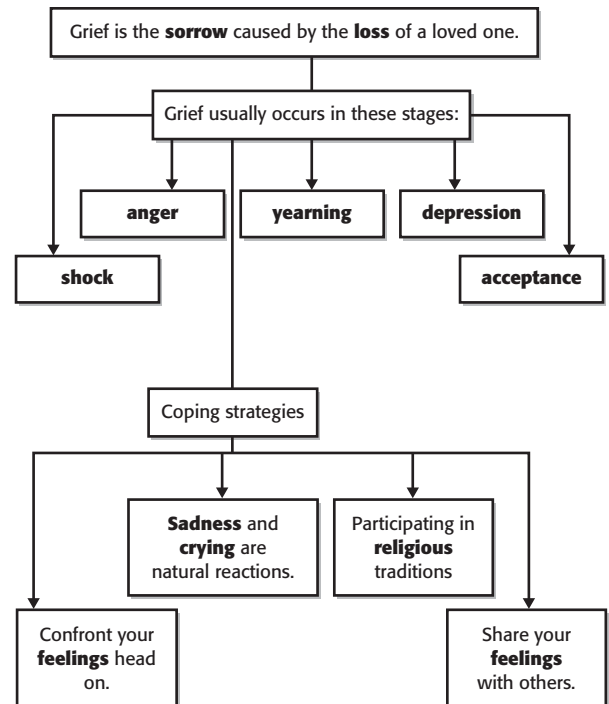 Grief is the sorrow caused by the loss of a loved one.
Grief usually occurs in these stages:
anger
yearning
depression
shock
acceptance
Coping strategies
Sadness and
crying are
natural reactions.
Participating in
religious
traditions
Confront your
feelings head
on.
Share your
feelings
with others.